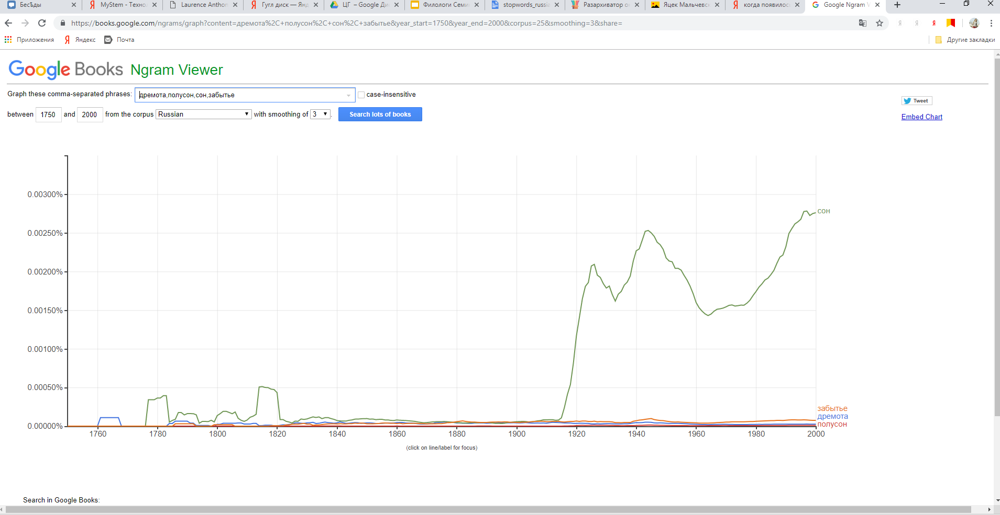 Бесѣды
MyStem - Техно
Laurence Anthon
Гугл диск — Янд
ЦГ – Google Ди
Филологи Семи
stopwords_russia
Разархиватор о
Яцек Мальчевск
когда появилос
Google Ngram V
https://books.google.com/ngrams/graph?content=дремота%2C+полусон%2C+сон%2C+забытье&year_start=1750&year_end=2000&corpus=25&smoothing=3&share=
Приложения
Яндекс
Почта
Другие закладки
Google Books Ngram Viewer
Graph these comma-separated phrases: дремота,полусон,сон,забытье case-insensitive
between 1750 and 2000 from the corpus Russian with smoothing of 3 . Search lots of books
Tweet
Embed Chart
0.00300%
0.00250%
0.00200%
0.00150%
0.00100%
0.00050%
0.00000%
сон
забытье
дремота
полусон
1760 1780 1800 1820 1840 1860 1880 1900 1920 1940 1960 1980 2000
(click on line/label for focus)
Search in Google Books: